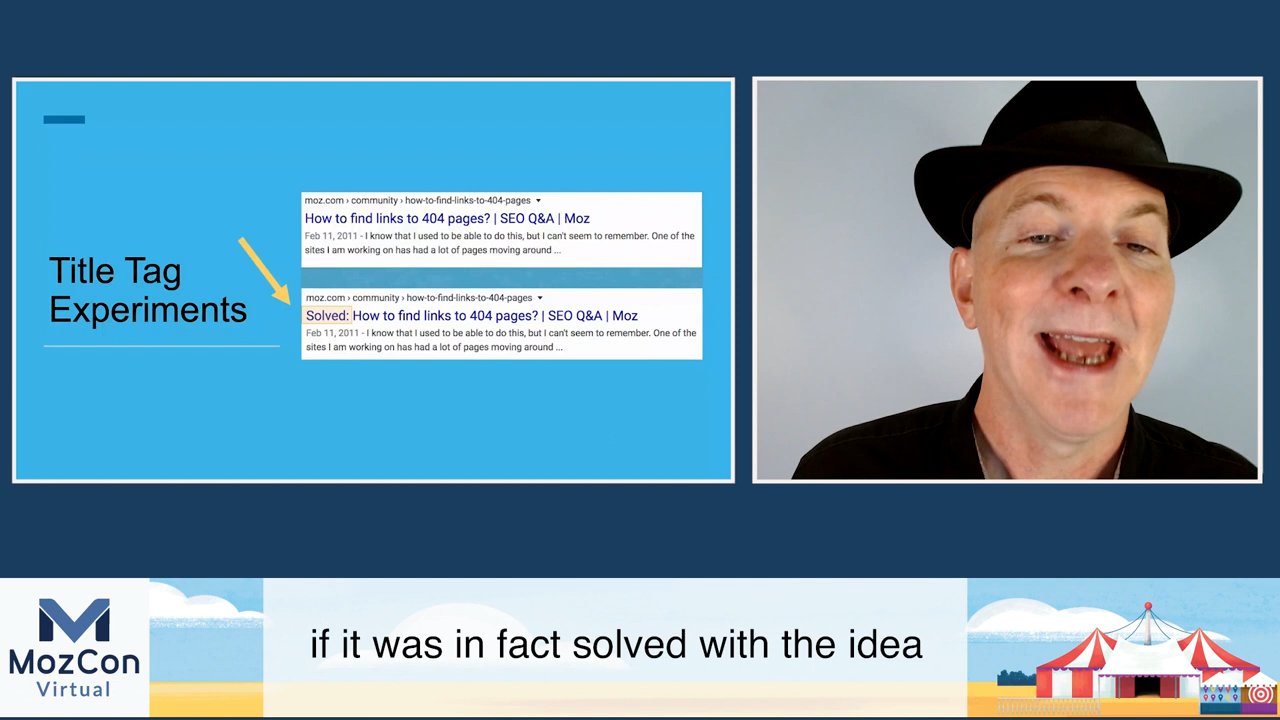 Title Tag
Experiments
moz.com › community › how-to-find-links-to-404-pages
How to find links to 404 pages? | SEO Q&A | Moz
Feb 11, 2011 - I know that I used to be able to do this, but I can't seem to remember. One of the
sites I am working on has had a lot of pages moving around ...
moz.com › community › how-to-find-links-to-404-pages
Solved: How to find links to 404 pages? | SEO Q&A | Moz
Feb 11, 2011 - I know that I used to be able to do this, but I can't seem to remember. One of the
sites I am working on has had a lot of pages moving around ...
MozCon
Virtual
if it was in fact solved with the idea